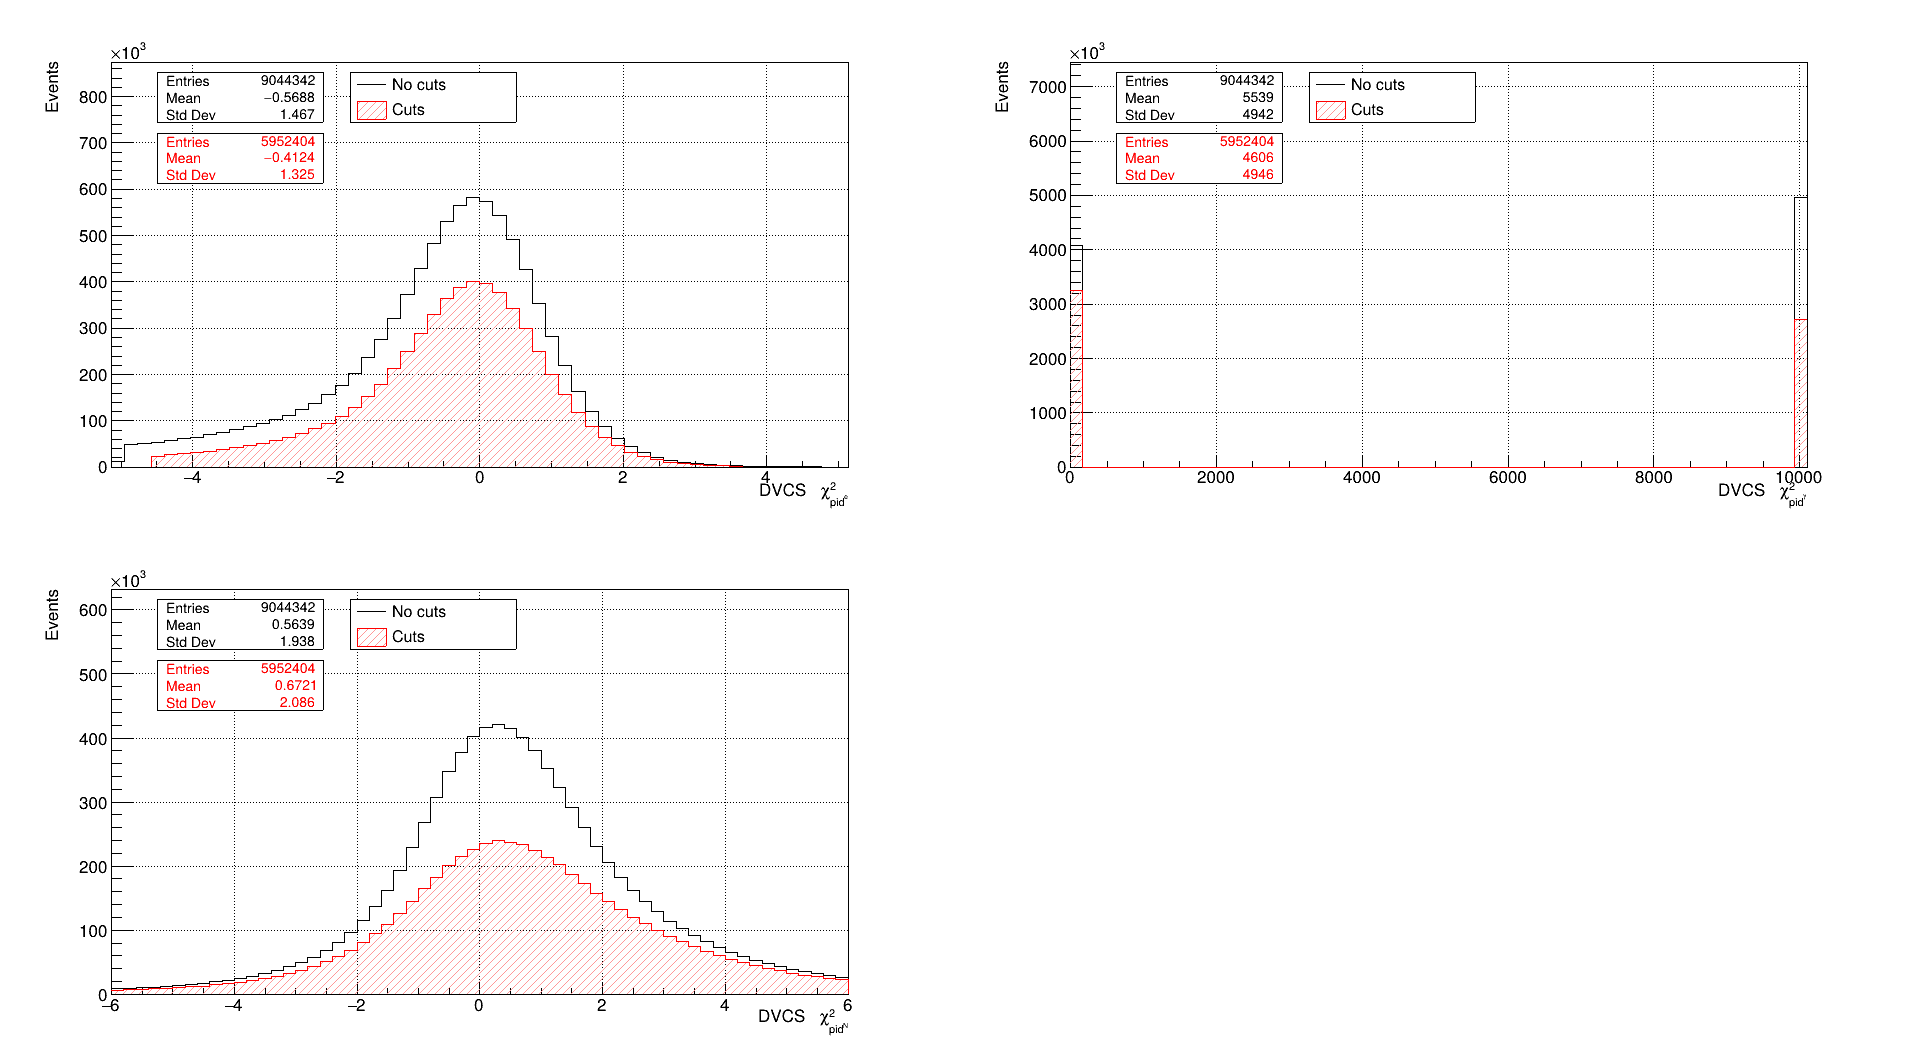 ×10³
Events
Entries 9044342
Mean −0.5688
Std Dev 1.467
Entries 5952404
Mean −0.4124
Std Dev 1.325
No cuts
Cuts
800
700
600
500
400
300
200
100
0
−4 −2 0 2 4
DVCS χ²pidᵉ
×10³
Events
Entries 9044342
Mean 5539
Std Dev 4942
Entries 5952404
Mean 4606
Std Dev 4946
No cuts
Cuts
7000
6000
5000
4000
3000
2000
1000
0
0 2000 4000 6000 8000 10000
DVCS χ²pidᵞ
×10³
Events
Entries 9044342
Mean 0.5639
Std Dev 1.938
Entries 5952404
Mean 0.6721
Std Dev 2.086
No cuts
Cuts
600
500
400
300
200
100
0
−6 −4 −2 0 2 4 6
DVCS χ²pidᴺ